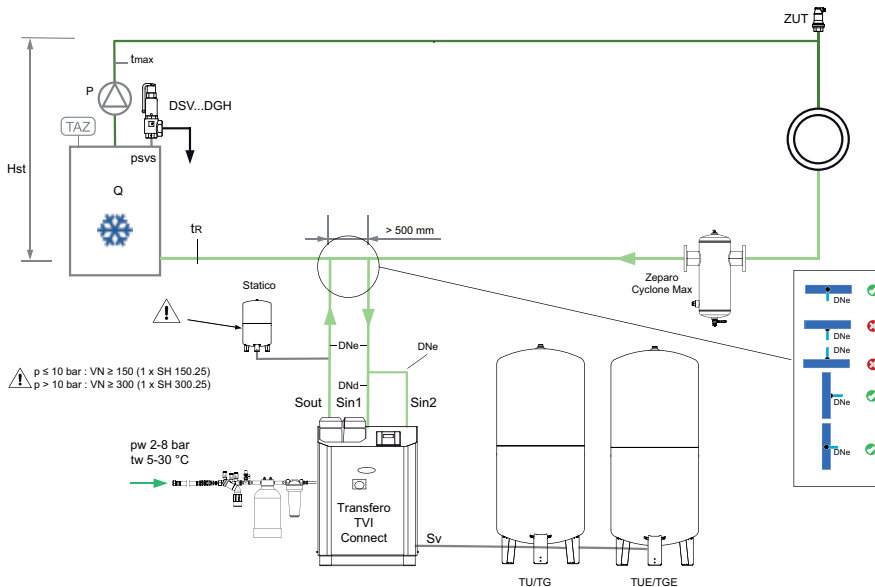 ZUT
tmax
P
DSV...DGH
TAZ
psvs
Hst
Q
tR
> 500 mm
Zeparo
Cyclone Max
Statico
DNe
DNe
DNe
DNe
DNe
DNe
DNe
p ≤ 10 bar : VN ≥ 150 (1 x SH 150.25)
p > 10 bar : VN ≥ 300 (1 x SH 300.25)
DNd
Sout
Sin1
Sin2
pw 2-8 bar
tw 5-30 °C
Transfero
TVI
Connect
Sv
TU/TG
TUE/TGE